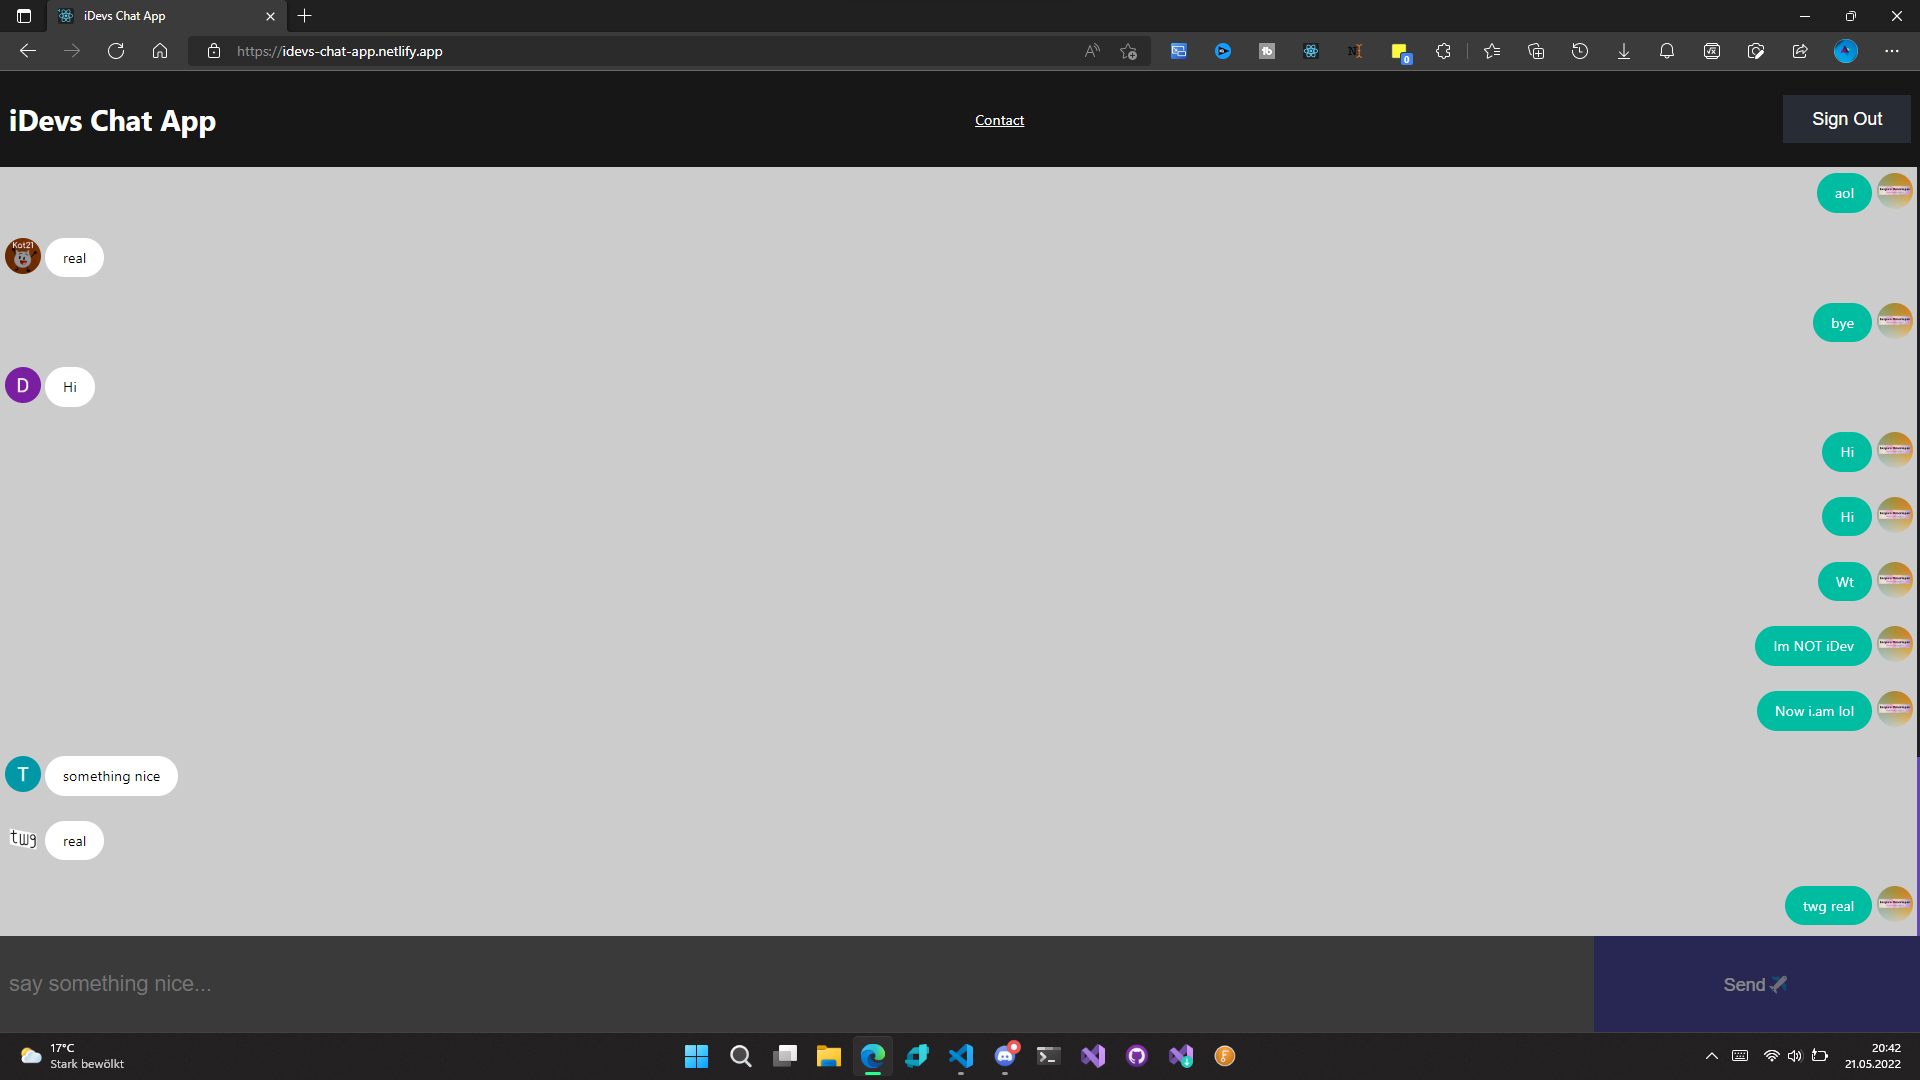 iDevs Chat App
https://idevs-chat-app.netlify.app
0
iDevs Chat App
Contact
Sign Out
aol
Kat21
real
bye
D
Hi
Hi
Hi
Wt
Im NOT iDev
Now i.am lol
T
something nice
twg
real
twg real
say something nice...
Send
17°C
Stark bewölkt
20:42
21.05.2022